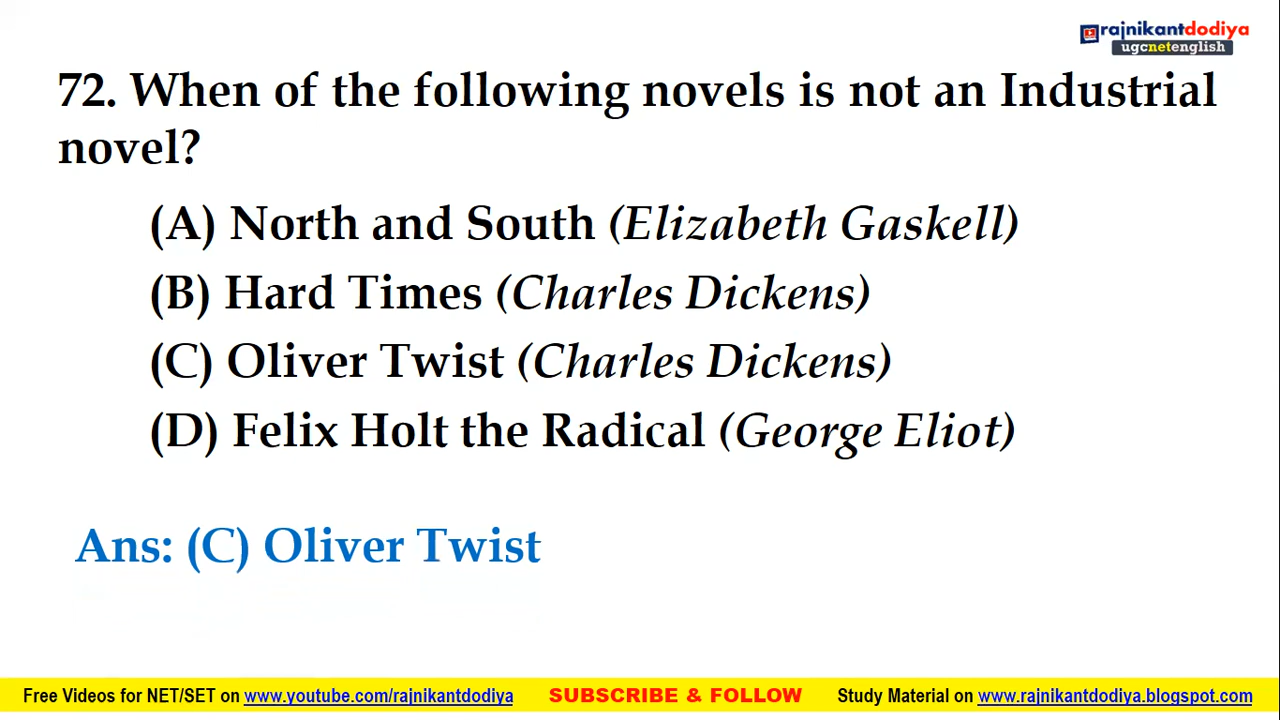 rajnikantdodiya
ugcnetenglish
72. When of the following novels is not an Industrial
novel?
(A) North and South (Elizabeth Gaskell)
(B) Hard Times (Charles Dickens)
(C) Oliver Twist (Charles Dickens)
(D) Felix Holt the Radical (George Eliot)
Ans: (C) Oliver Twist
Free Videos for NET/SET on www.youtube.com/rajnikantdodiya SUBSCRIBE & FOLLOW Study Material on www.rajnikantdodiya.blogspot.com